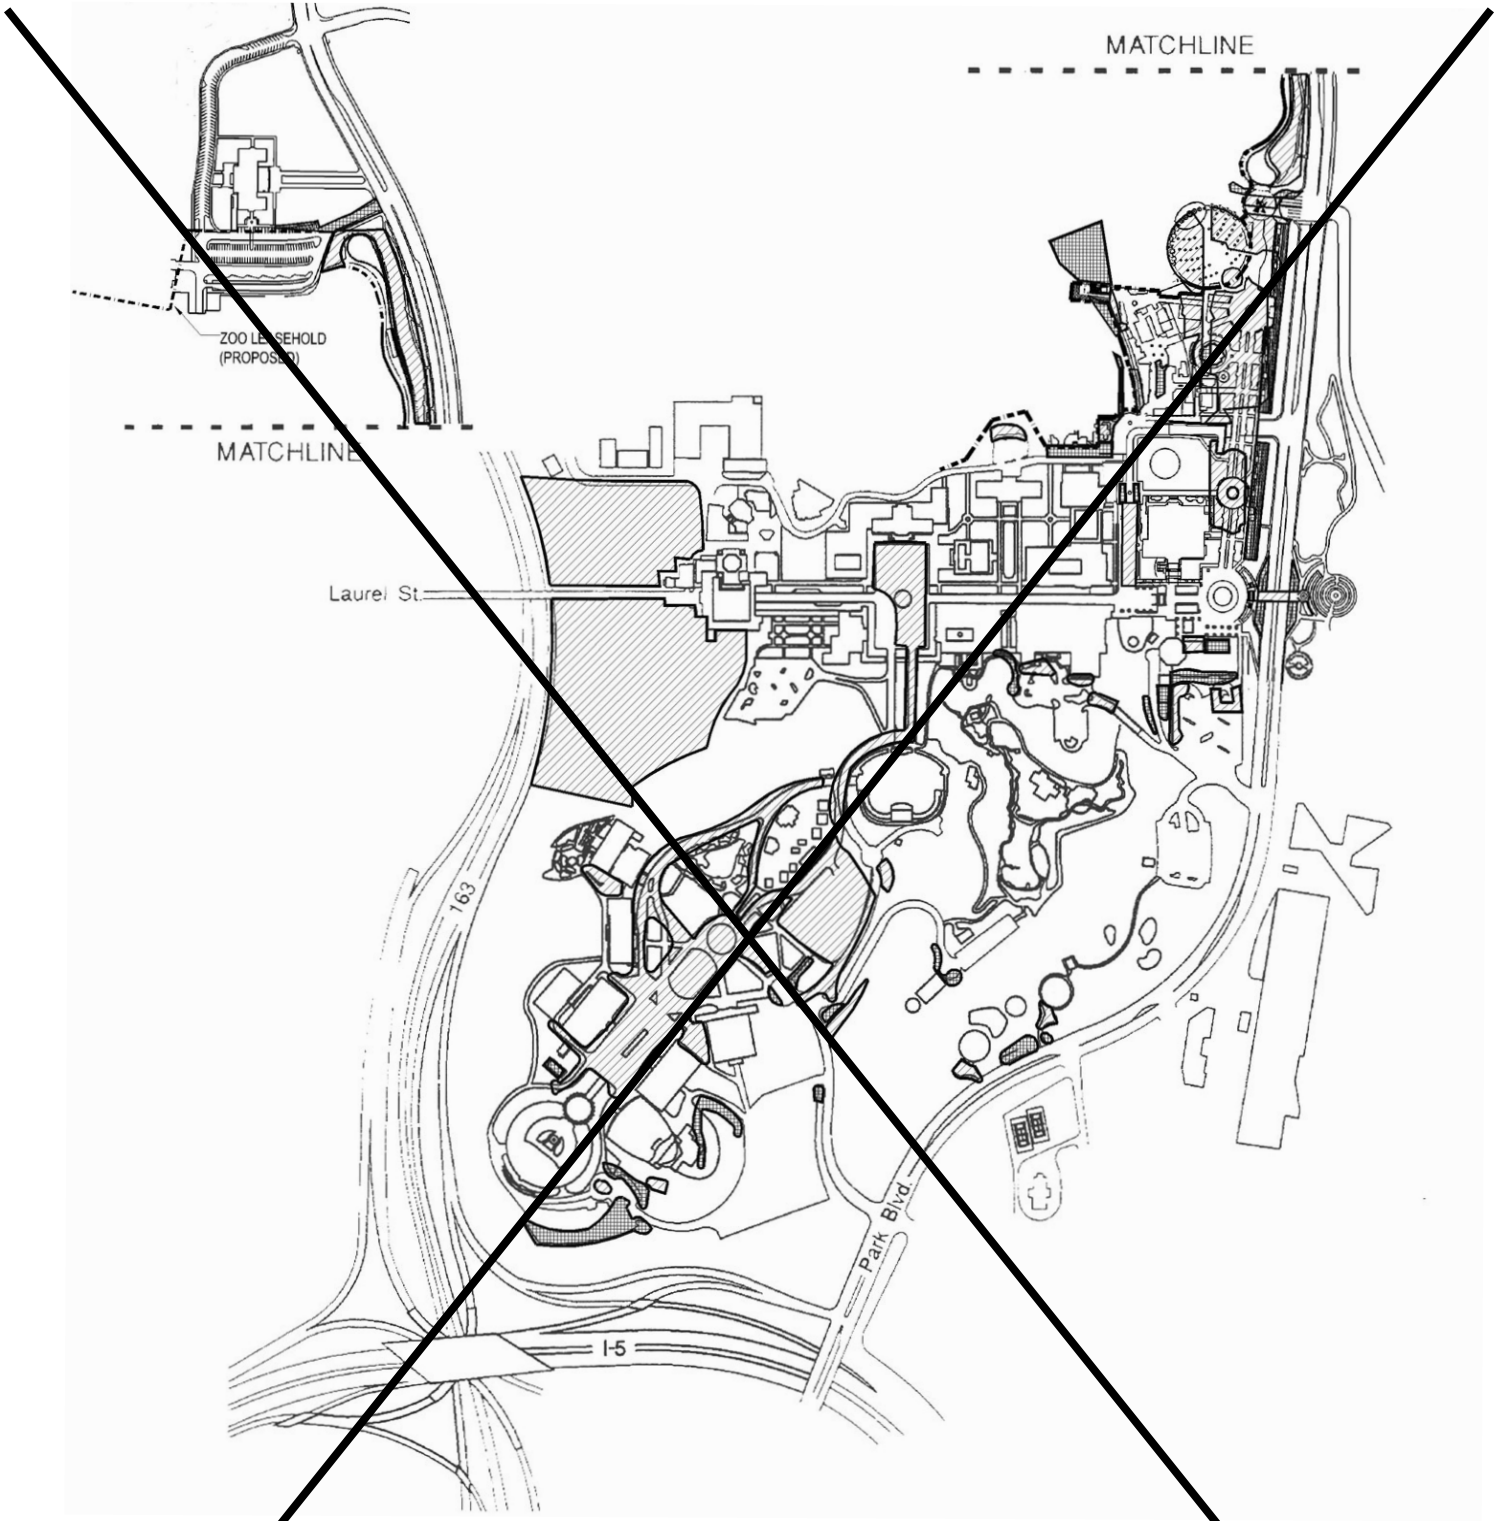 MATCHLINE
ZOO LEASEHOLD
(PROPOSED)
MATCHLINE
Laurel St.
163
Park Blvd.
I-5